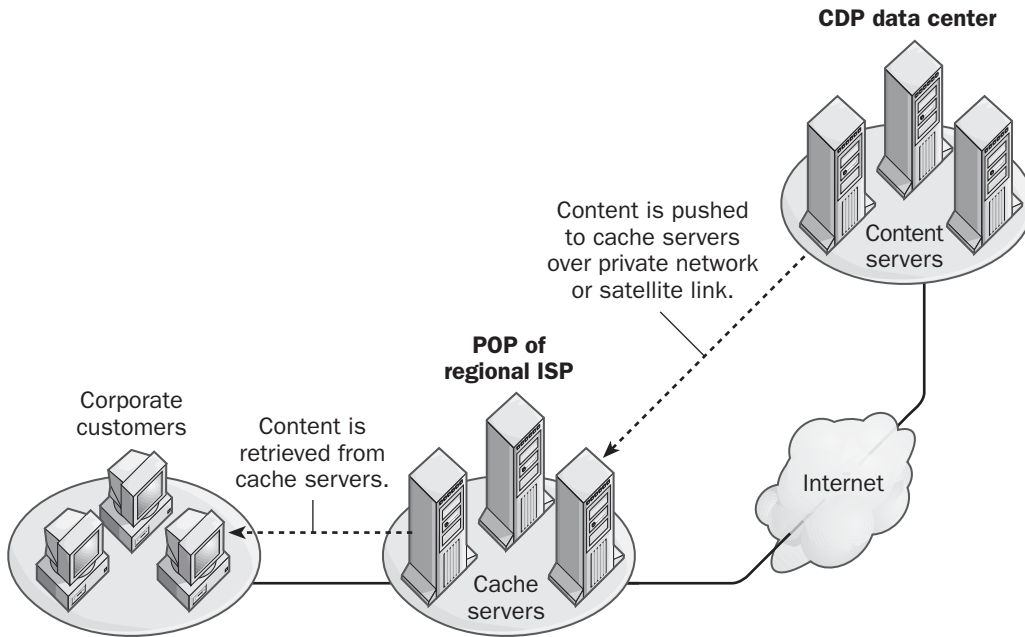 CDP data center
Content
servers
Content is pushed
to cache servers
over private network
or satellite link.
POP of
regional ISP
Corporate
customers
Content is
retrieved from
cache servers.
Internet
Cache
servers